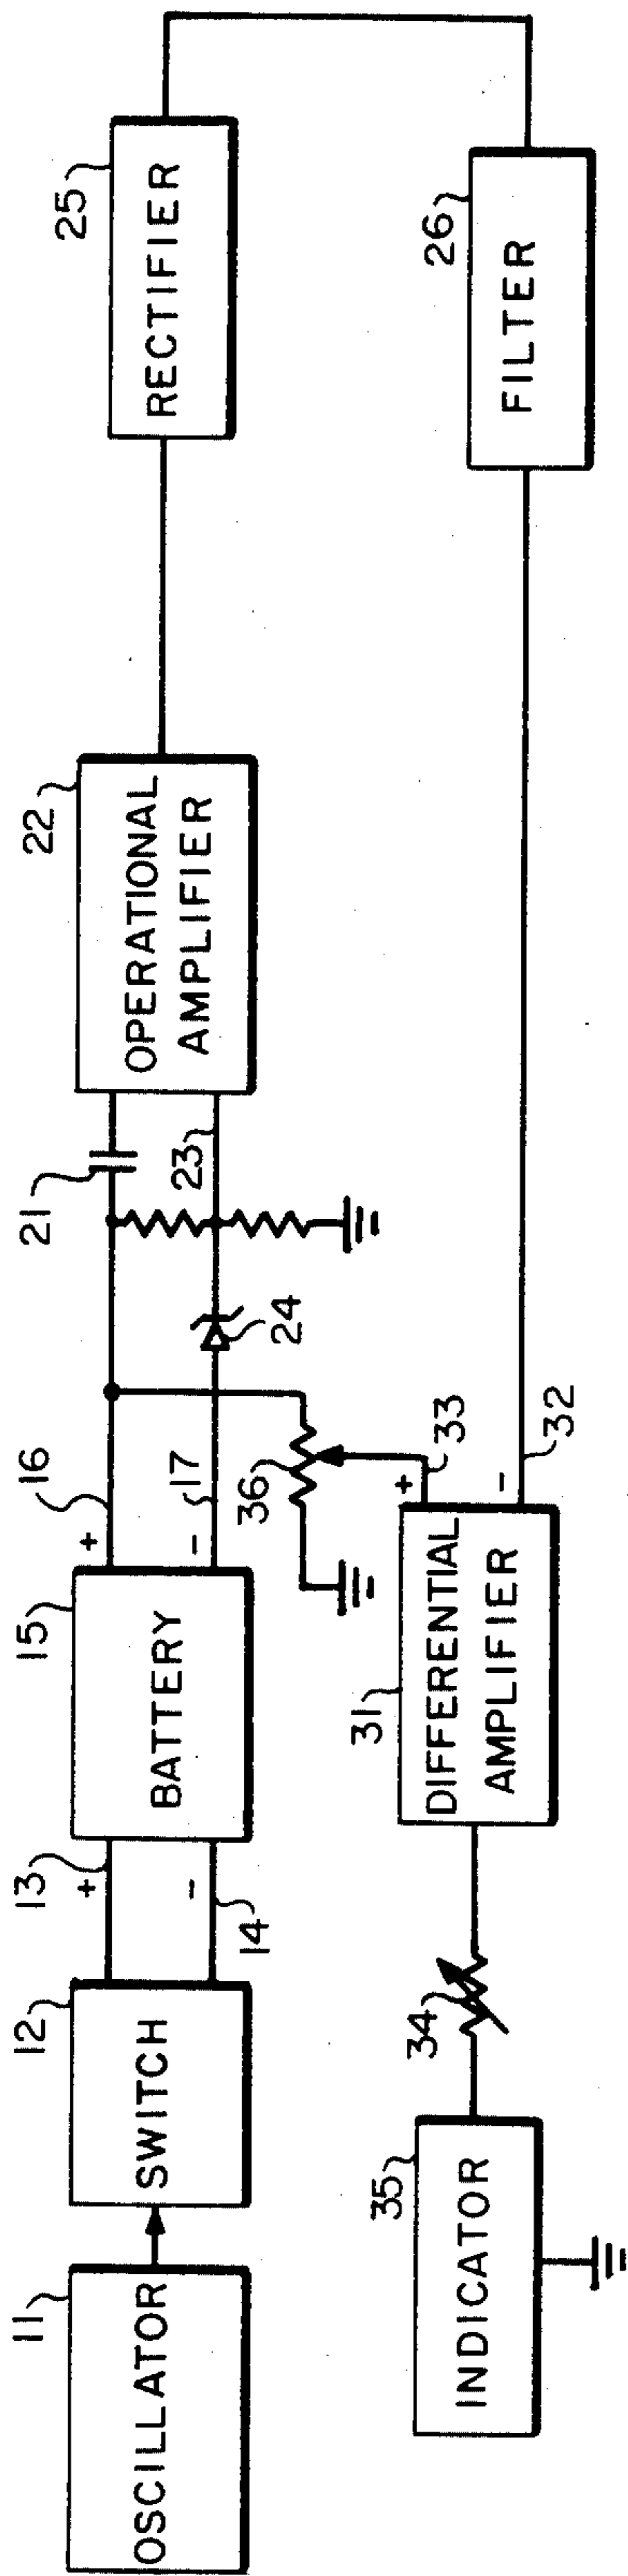 11
OSCILLATOR
12
SWITCH
13
+
-
14
15
BATTERY
16
+
-
17
21
23
24
22
OPERATIONAL
AMPLIFIER
25
RECTIFIER
26
FILTER
35
INDICATOR
34
31
DIFFERENTIAL
AMPLIFIER
36
+
33
-
32